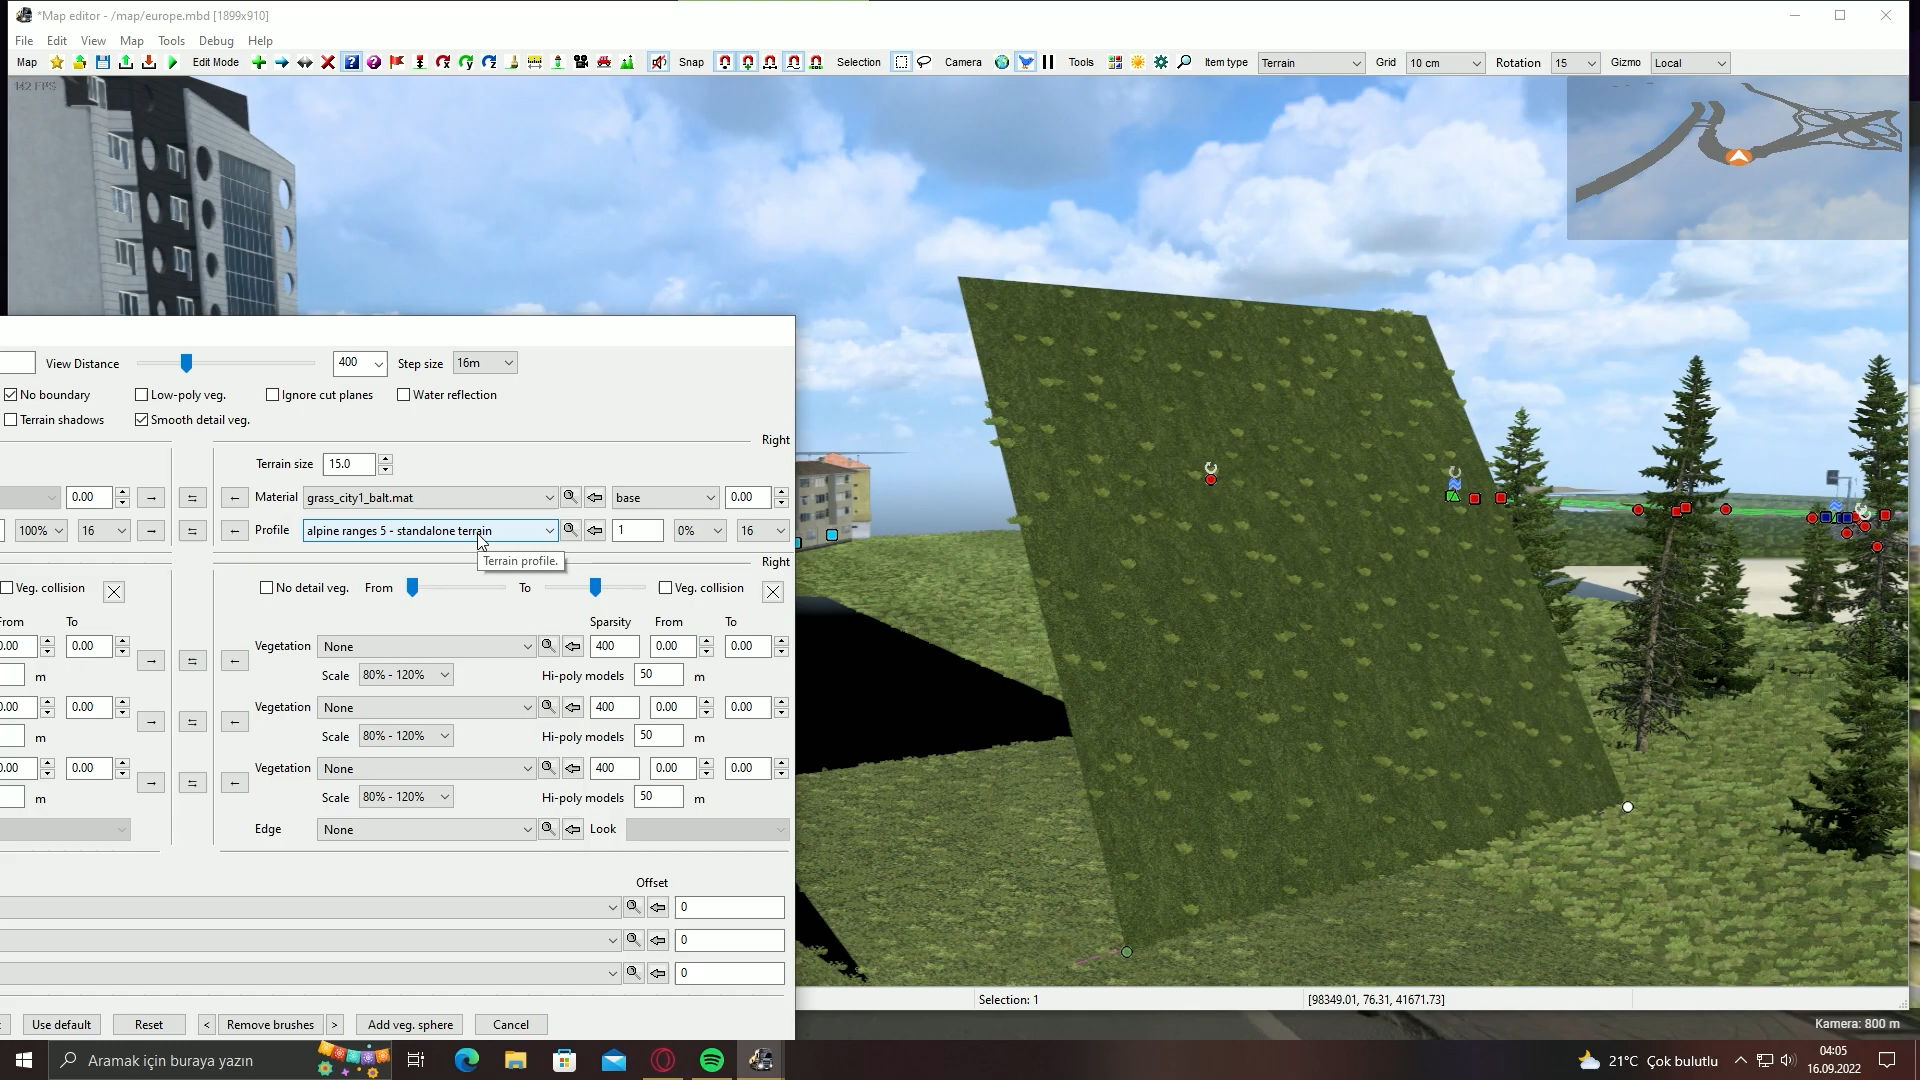 *Map editor - /map/europe.mbd [1899x910]
File Edit View Map Tools Debug Help
Map Edit Mode Snap Selection Camera Tools Item type Terrain Grid 10 cm Rotation 15 Gizmo Local
142 FPS
View Distance 400 Step size 16m
No boundary Low-poly veg. Ignore cut planes Water reflection
Terrain shadows Smooth detail veg.
Right
Terrain size 15.0
0.00 Material grass_city1_balt.mat base 0.00
100% 16 Profile alpine ranges 5 - standalone terrain 1 0% 16
Terrain profile.
Right
Veg. collision No detail veg. From To Veg. collision
From To Sparsity From To
0.00 0.00 Vegetation None 400 0.00 0.00
m Scale 80% - 120% Hi-poly models 50 m
0.00 0.00 Vegetation None 400 0.00 0.00
m Scale 80% - 120% Hi-poly models 50 m
0.00 0.00 Vegetation None 400 0.00 0.00
m Scale 80% - 120% Hi-poly models 50 m
Edge None Look
Offset
0
0
0
Selection: 1 [98349.01, 76.31, 41671.73]
Use default Reset < Remove brushes > Add veg. sphere Cancel
Kamera: 800 m
Aramak için buraya yazın 21°C Çok bulutlu 04:05
16.09.2022